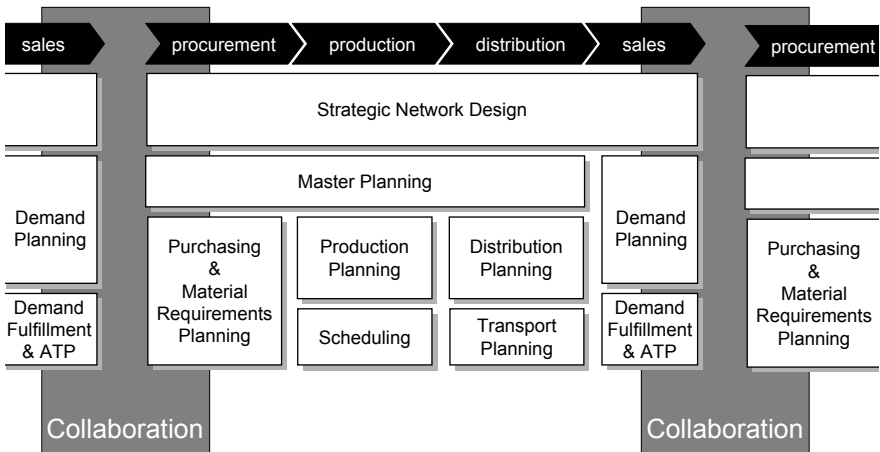 sales
procurement
production
distribution
sales
procurement
Strategic Network Design
Master Planning
Demand
Planning
Purchasing
&
Material
Requirements
Planning
Production
Planning
Distribution
Planning
Demand
Planning
Purchasing
&
Material
Requirements
Planning
Demand
Fulfillment
& ATP
Scheduling
Transport
Planning
Demand
Fulfillment
& ATP
Collaboration
Collaboration